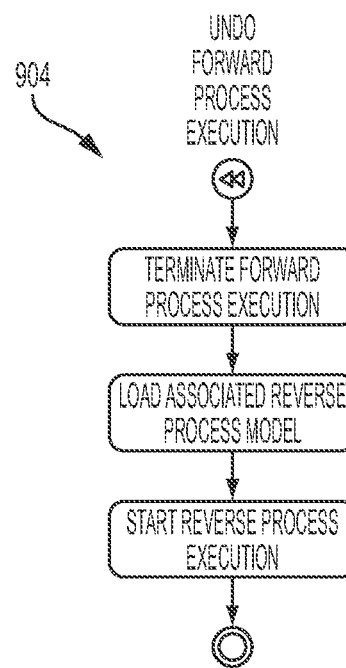 UNDO
FORWARD
PROCESS
EXECUTION
904
TERMINATE FORWARD
PROCESS EXECUTION
LOAD ASSOCIATED REVERSE
PROCESS MODEL
START REVERSE PROCESS
EXECUTION